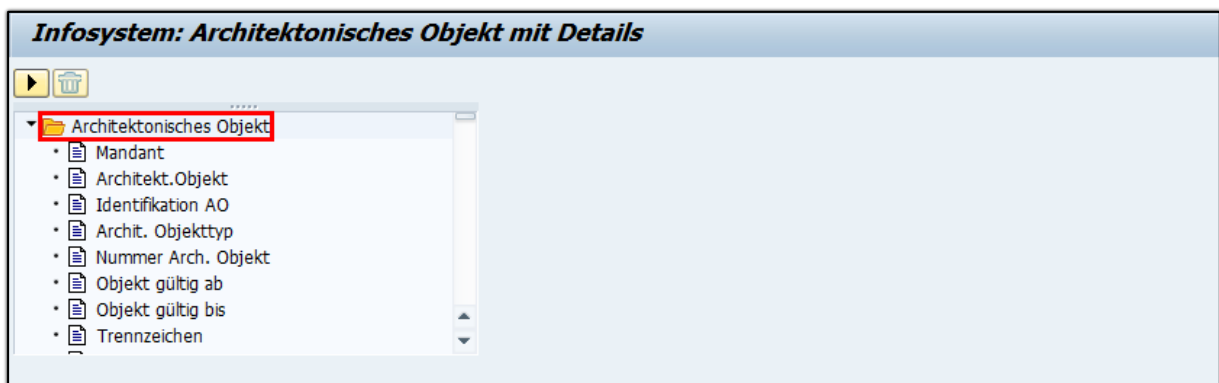 Infosystem: Architektonisches Objekt mit Details
Architektonisches Objekt
Mandant
Architekt.Objekt
Identifikation AO
Archit. Objekttyp
Nummer Arch. Objekt
Objekt gültig ab
Objekt gültig bis
Trennzeichen